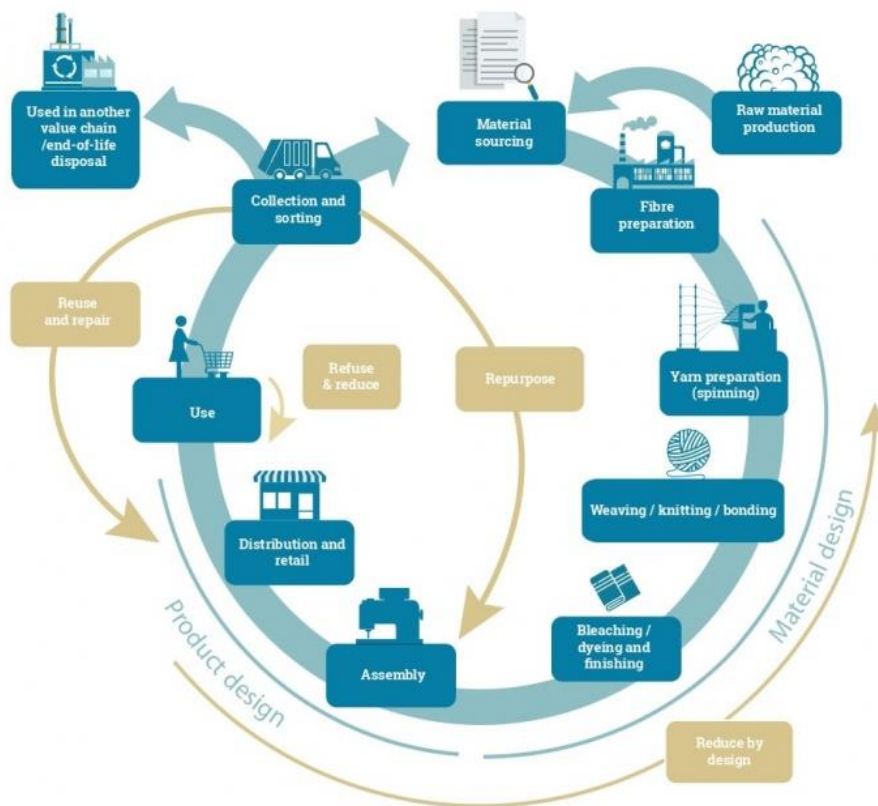 Used in another
value chain
/end-of-life
disposal
Material
sourcing
Raw material
production
Collection and
sorting
Fibre
preparation
Reuse
and repair
Refuse
& reduce
Repurpose
Yarn preparation
(spinning)
Use
Weaving / knitting / bonding
Distribution and
retail
Material design
Bleaching /
dyeing and
finishing
Product design
Assembly
Reduce by
design